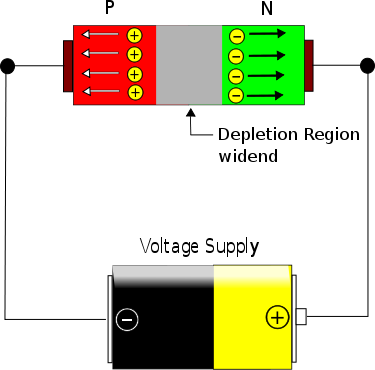 P N
Depletion Region
widend
Voltage Supply